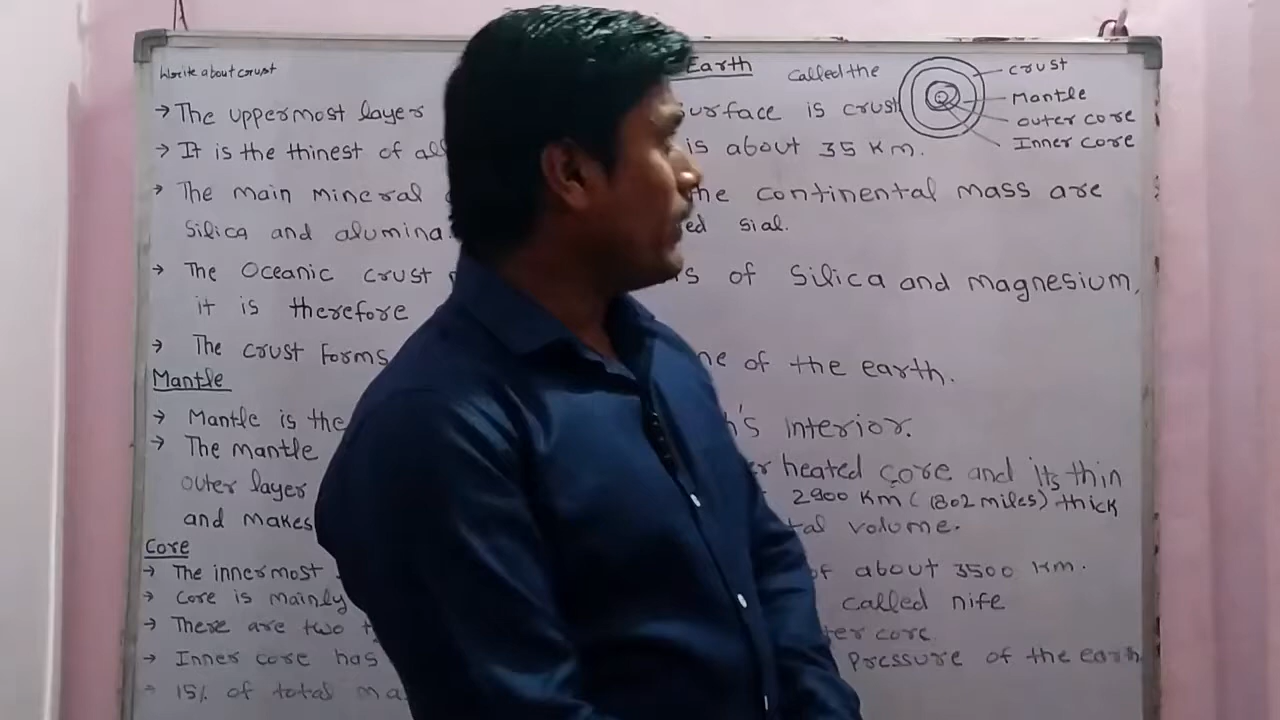 Write about crust
Earth
called the
crust
Mantle
outer core
Inner core
→ The uppermost layer urface is crust
→ It is the thinest of all is about 35 Km.
→ The main mineral he continental mass are
Silica and alumina. ed sial.
→ The Oceanic crust s of Silica and magnesium,
it is therefore
→ The crust Forms ne of the earth.
Mantle
→ Mantle is the h's interior.
→ The mantle er heated core and its thin
outer layer 2900 Km (1802 miles) thick
and makes tal volume.
Core
→ The innermost of about 3500 Km.
→ Core is mainly called nife
→ There are two ter core
→ Inner core has pressure of the earth
→ 15% of total ma